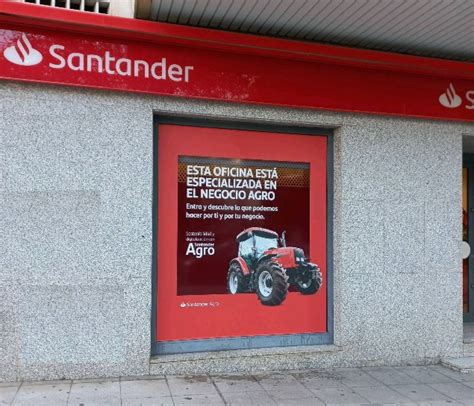 Santander
S
ESTA OFICINA ESTÁ
ESPECIALIZADA EN
EL NEGOCIO AGRO
Entra y descubre lo que podemos
hacer por ti y por tu negocio.
Santander
Agro
Santander Agro